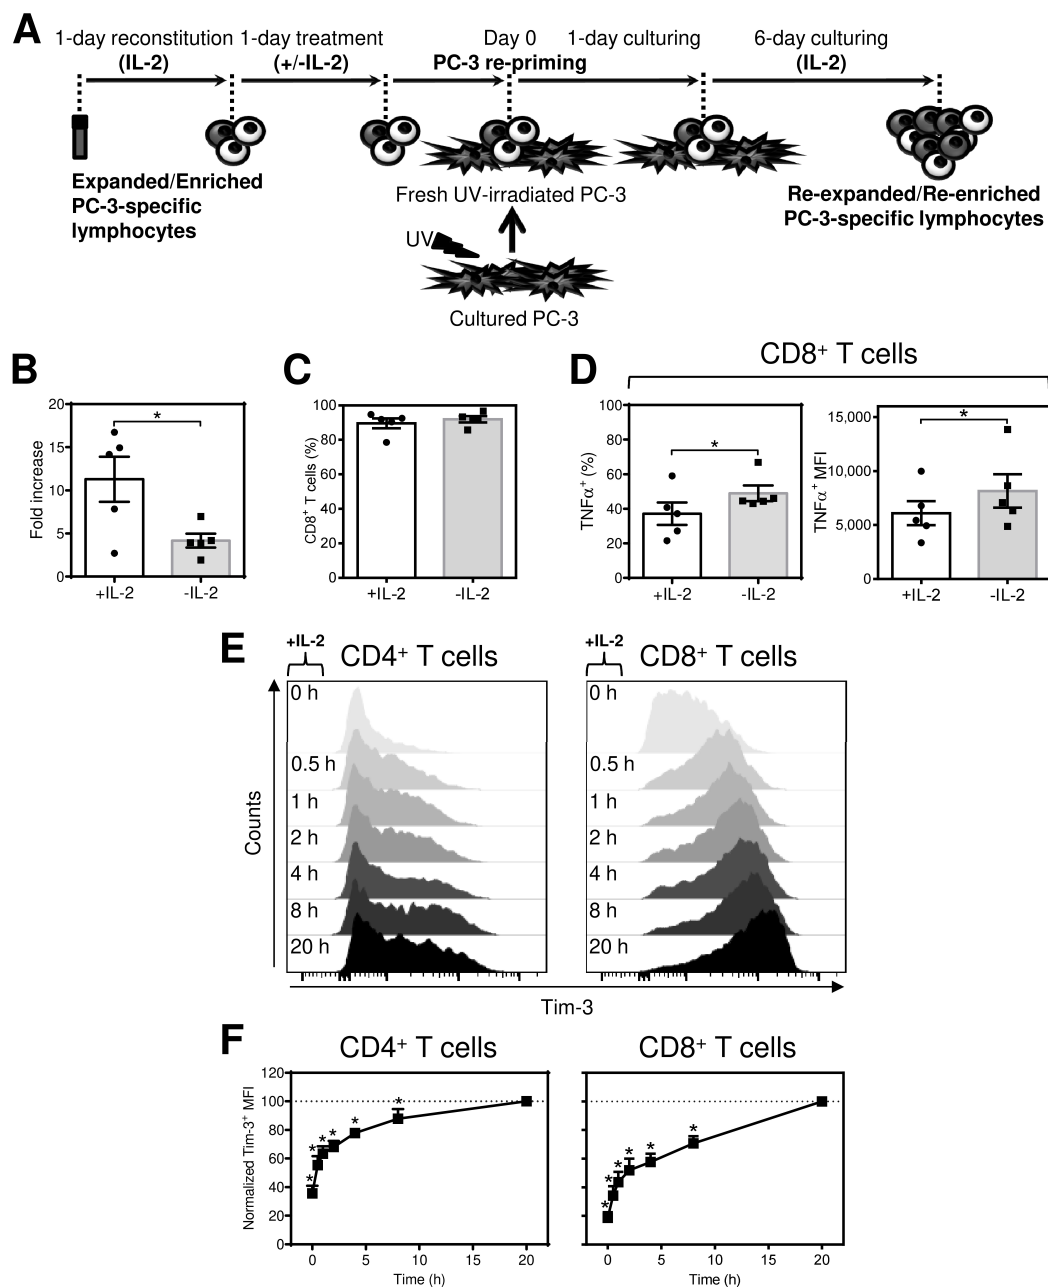 A
1-day reconstitution 1-day treatment Day 0 1-day culturing 6-day culturing
(IL-2) (+/-IL-2) PC-3 re-priming (IL-2)
Expanded/Enriched
PC-3-specific
lymphocytes
Fresh UV-irradiated PC-3
UV
Cultured PC-3
Re-expanded/Re-enriched
PC-3-specific lymphocytes
B
Fold increase
20
15
10
5
0
*
+IL-2 -IL-2
C
CD8⁺ T cells (%)
100
80
60
40
20
0
+IL-2 -IL-2
D
CD8⁺ T cells
TNFα⁺ (%)
100
80
60
40
20
0
*
+IL-2 -IL-2
TNFα⁺ MFI
15,000
10,000
5,000
0
*
+IL-2 -IL-2
E
+IL-2 CD4⁺ T cells
0 h
0.5 h
1 h
2 h
4 h
8 h
20 h
+IL-2 CD8⁺ T cells
0 h
0.5 h
1 h
2 h
4 h
8 h
20 h
Counts
Tim-3
F
CD4⁺ T cells
Normalized Tim-3⁺ MFI
120
100
80
60
40
20
0
* * * * * *
0 5 10 15 20
Time (h)
CD8⁺ T cells
* * * * * *
0 5 10 15 20
Time (h)